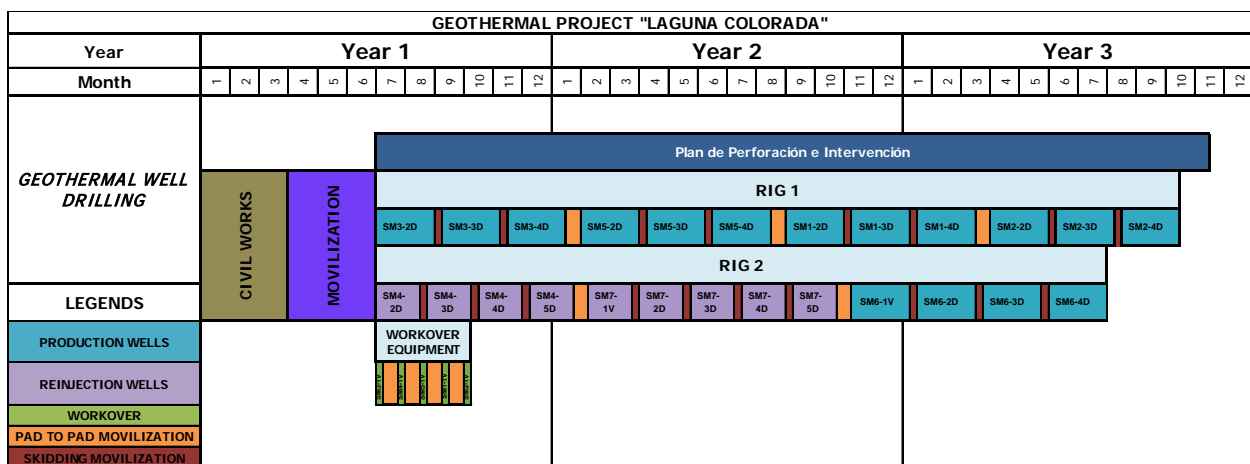 GEOTHERMAL PROJECT "LAGUNA COLORADA"
Year Year 1 Year 2 Year 3
Month 1 2 3 4 5 6 7 8 9 10 11 12 1 2 3 4 5 6 7 8 9 10 11 12 1 2 3 4 5 6 7 8 9 10 11 12
Plan de Perforación e Intervención
GEOTHERMAL WELL
DRILLING
CIVIL WORKS
MOVILIZATION
RIG 1
SM3-2D SM3-3D SM3-4D SM5-2D SM5-3D SM5-4D SM1-2D SM1-3D SM1-4D SM2-2D SM2-3D SM2-4D
RIG 2
LEGENDS
SM4- SM4- SM4- SM4- SM7- SM7- SM7- SM7- SM7- SM6-1V SM6-2D SM6-3D SM6-4D
2D 3D 4D 5D 1V 2D 3D 4D 5D
PRODUCTION WELLS
WORKOVER
EQUIPMENT
REINJECTION WELLS
WORKOVER
PAD TO PAD MOVILIZATION
SKIDDING MOVILIZATION